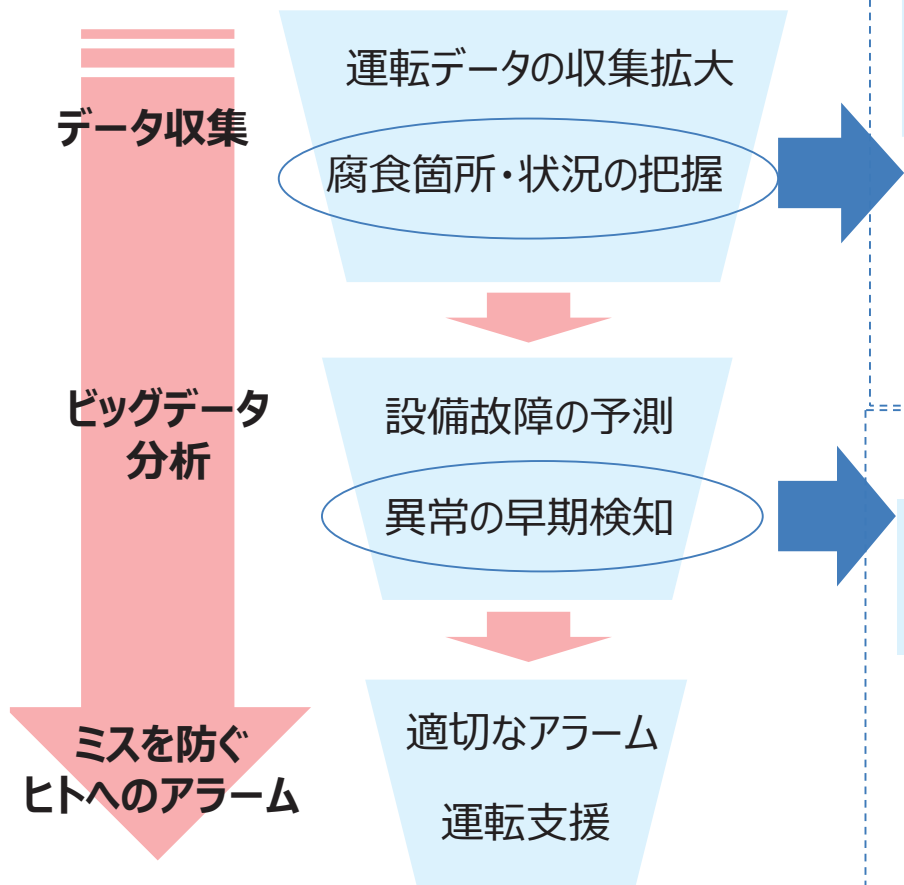 データ収集
運転データの収集拡大
腐食箇所・状況の把握
ビッグデータ
分析
設備故障の予測
異常の早期検知
ミスを防ぐ
ヒトへのアラーム
適切なアラーム
運転支援